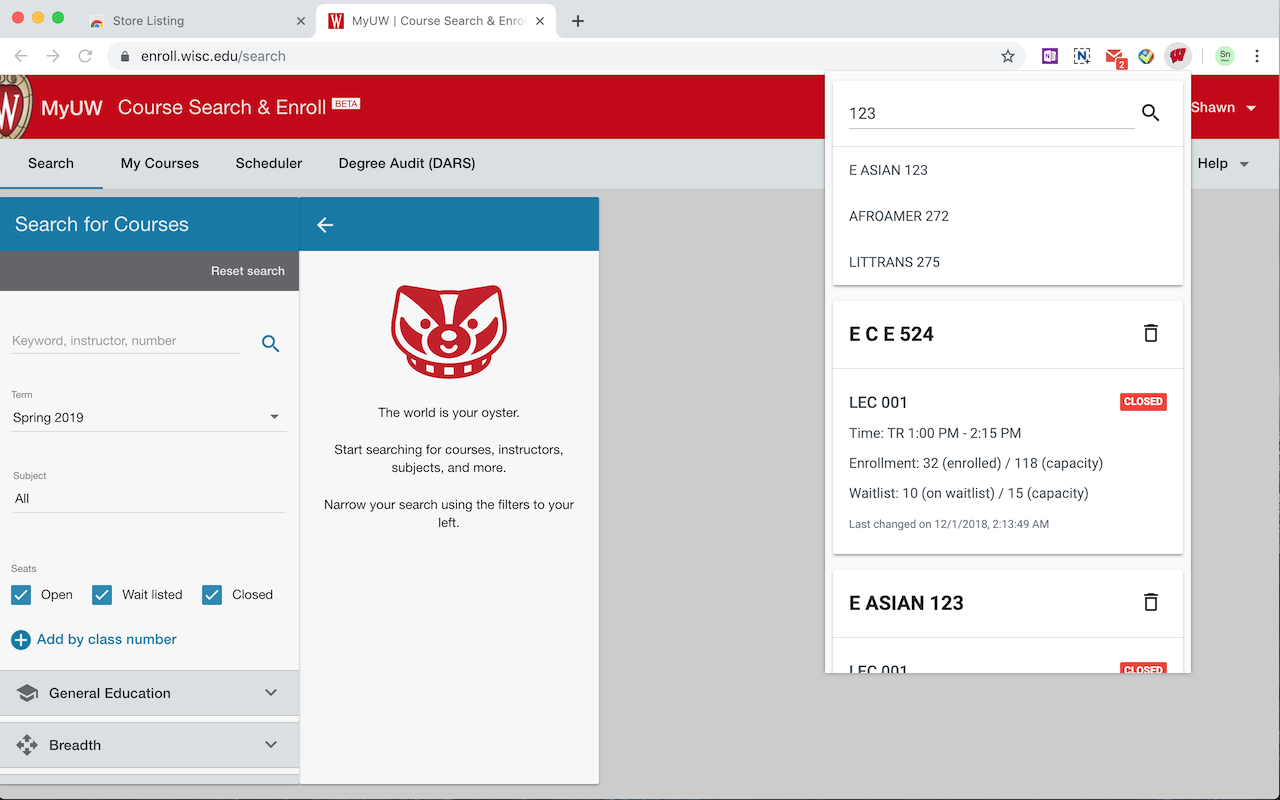 Store Listing
MyUW | Course Search & Enro
enroll.wisc.edu/search
2
Sn
W
MyUW Course Search & Enroll BETA
Shawn
Search My Courses Scheduler Degree Audit (DARS)
Help
Search for Courses
Reset search
Keyword, instructor, number
Term
Spring 2019
Subject
All
Seats
Open Wait listed Closed
Add by class number
General Education
Breadth
The world is your oyster.
Start searching for courses, instructors,
subjects, and more.
Narrow your search using the filters to your
left.
123
E ASIAN 123
AFROAMER 272
LITTRANS 275
E C E 524
LEC 001 CLOSED
Time: TR 1:00 PM - 2:15 PM
Enrollment: 32 (enrolled) / 118 (capacity)
Waitlist: 10 (on waitlist) / 15 (capacity)
Last changed on 12/1/2018, 2:13:49 AM
E ASIAN 123
LEC 001 CLOSED